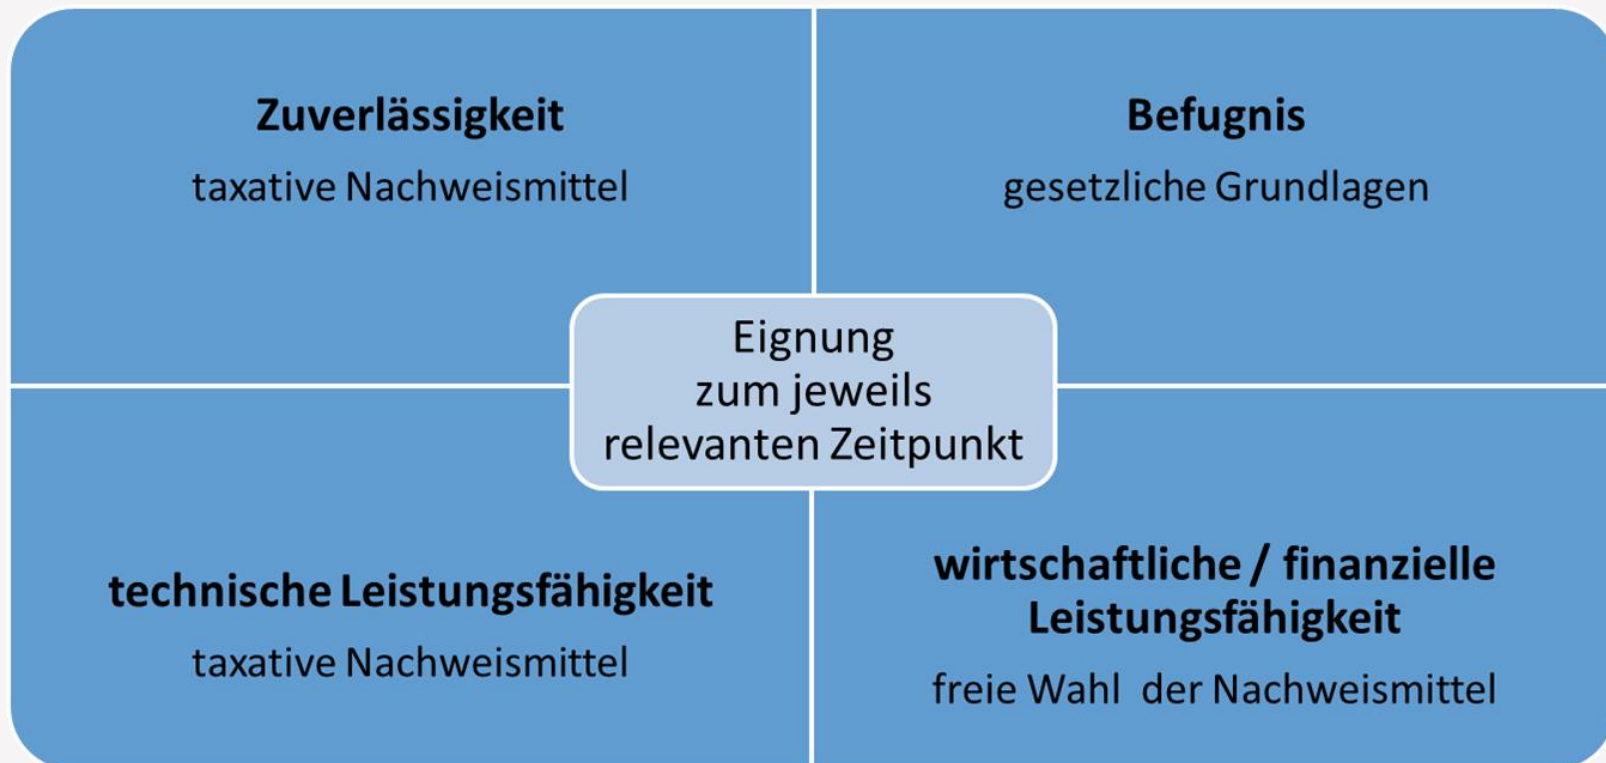 Zuverlässigkeit
taxative Nachweismittel
Befugnis
gesetzliche Grundlagen
Eignung
zum jeweils
relevanten Zeitpunkt
technische Leistungsfähigkeit
taxative Nachweismittel
wirtschaftliche / finanzielle
Leistungsfähigkeit
freie Wahl der Nachweismittel